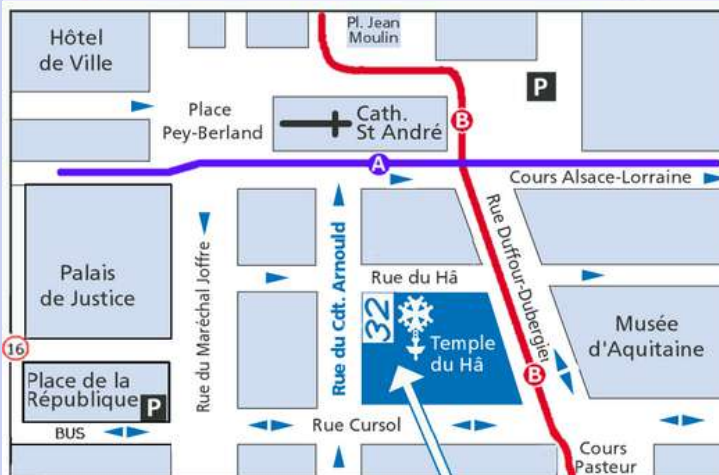 Hôtel
de Ville
Pl. Jean
Moulin
P
Place
Pey-Berland
Cath.
St André
B
A
Cours Alsace-Lorraine
Rue du Maréchal Joffre
Rue du Cdt. Arnould
Rue Duffour-Dubergier
Palais
de Justice
Rue du Hâ
32
Temple
du Hâ
Musée
d'Aquitaine
16
Place de la
République
P
B
BUS
Rue Cursol
Cours
Pasteur